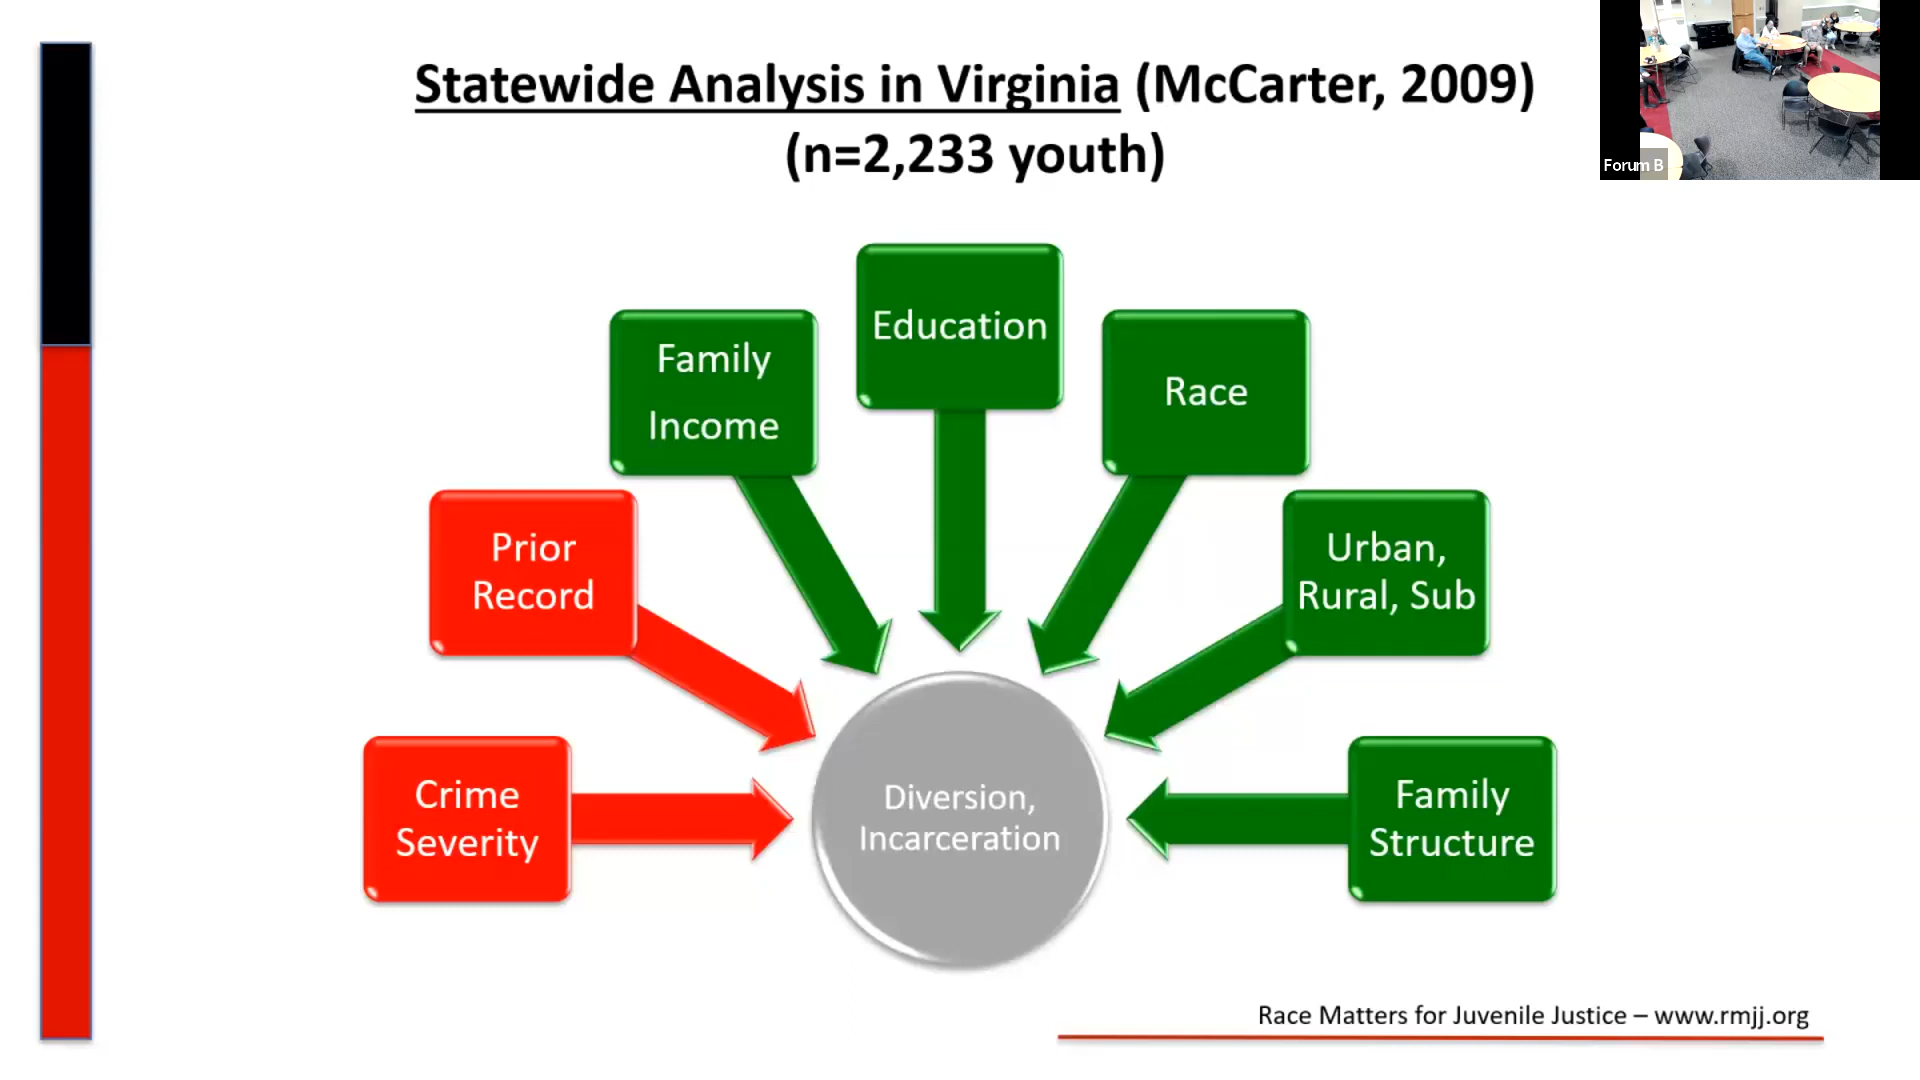 Statewide Analysis in Virginia (McCarter, 2009)
(n=2,233 youth)
Forum B
Education
Family
Income
Race
Prior
Record
Urban,
Rural, Sub
Crime
Severity
Diversion,
Incarceration
Family
Structure
Race Matters for Juvenile Justice – www.rmjj.org